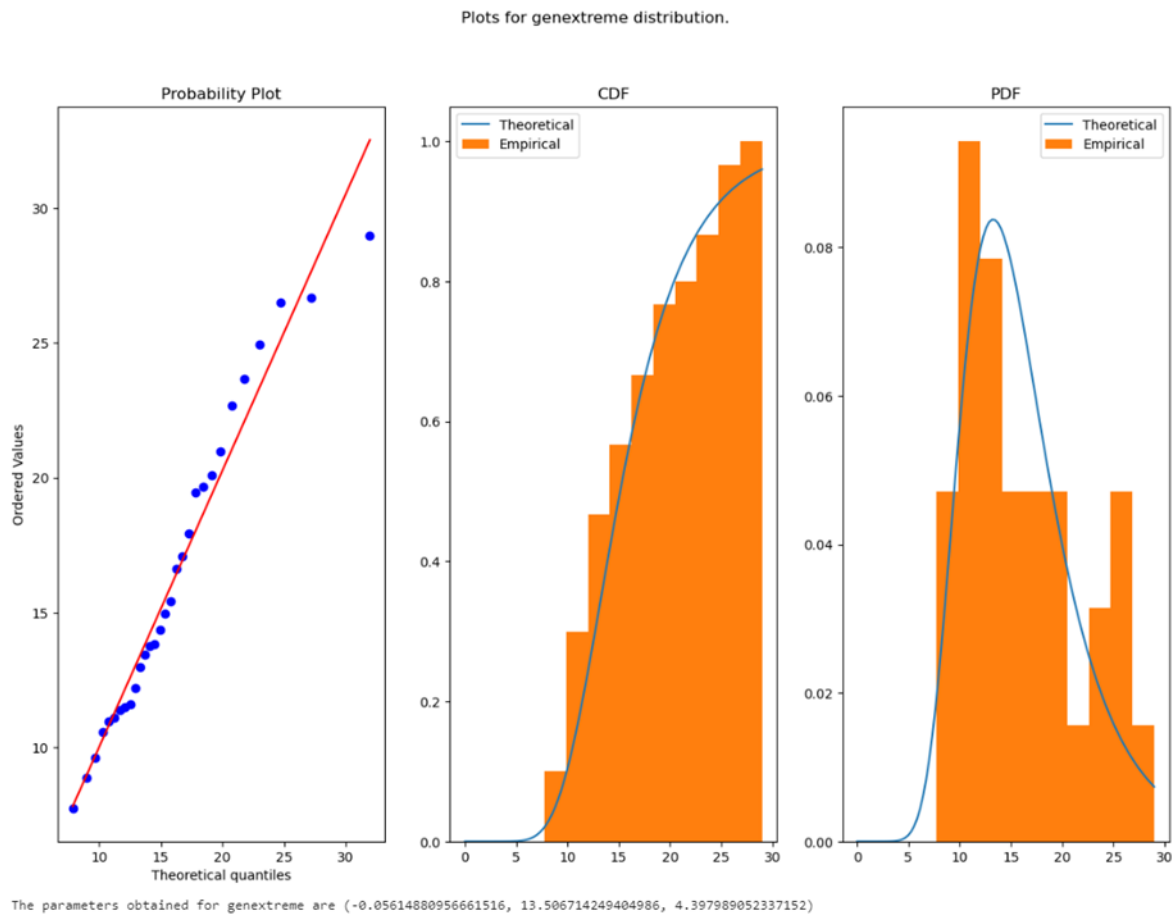 Plots for genextreme distribution.
Probability Plot
Ordered Values
30
25
20
15
10
10 15 20 25 30
Theoretical quantiles
CDF
Theoretical
Empirical
1.0
0.8
0.6
0.4
0.2
0.0
0 5 10 15 20 25 30
PDF
Theoretical
Empirical
0.08
0.06
0.04
0.02
0.00
0 5 10 15 20 25 30
The parameters obtained for genextreme are (-0.05614880956661516, 13.506714249404986, 4.397989052337152)